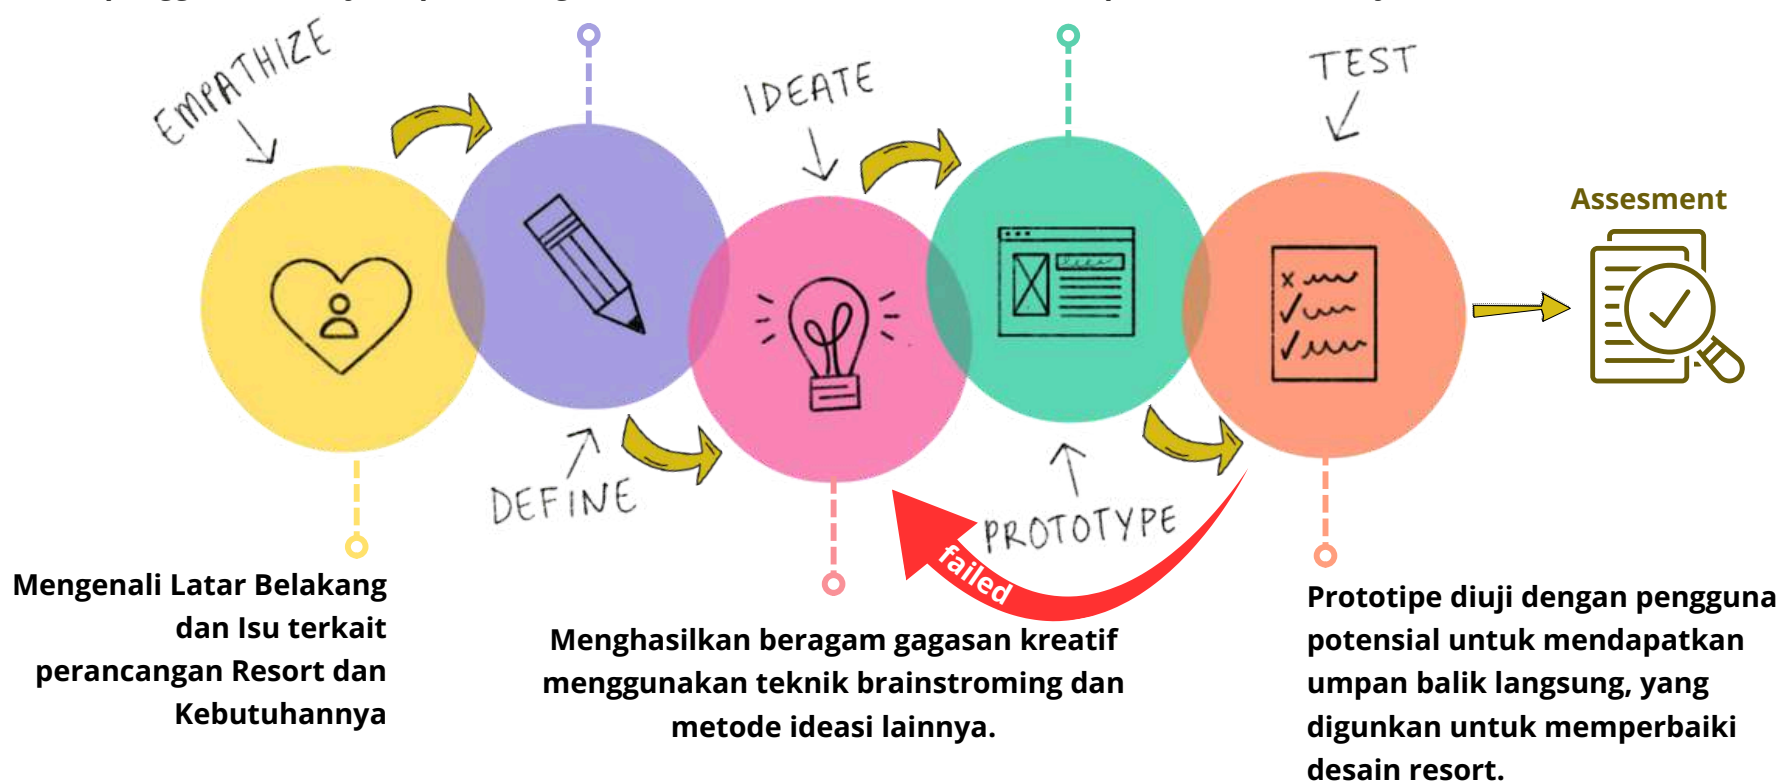 EMPATHIZE
IDEATE
TEST
Assesment
DEFINE
PROTOTYPE
failed
Mengenali Latar Belakang
dan Isu terkait
perancangan Resort dan
Kebutuhannya
Menghasilkan beragam gagasan kreatif
menggunakan teknik brainstroming dan
metode ideasi lainnya.
Prototipe diuji dengan pengguna
potensial untuk mendapatkan
umpan balik langsung, yang
digunkan untuk memperbaiki
desain resort.